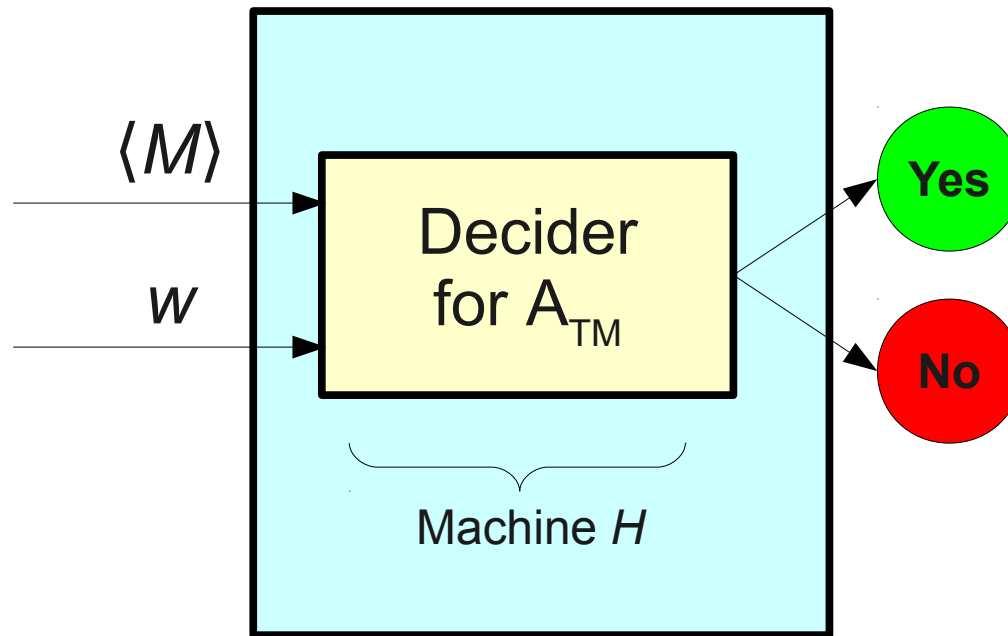 ⟨M⟩
w
Decider
for A_TM
Yes
No
Machine H